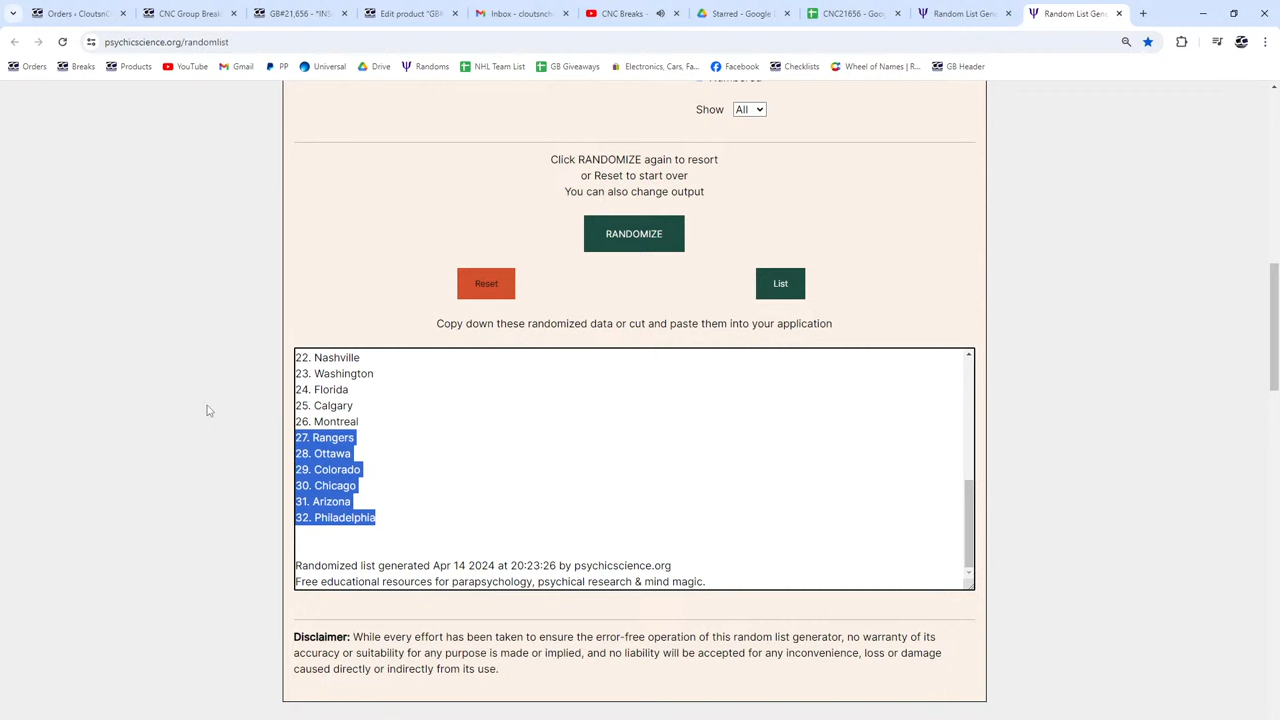 Orders · CloutsnC
CNC Group Break
GB#21,656 - "INS
Edit product "GB
Inbox - cloutsnch
CNC Breaks -
Starred - Google D
CNC21656 - Goog
Random List Gene
Random List Gene
psychicscience.org/randomlist
Orders
Breaks
Products
YouTube
Gmail
PP
Universal
Drive
Randoms
NHL Team List
GB Giveaways
Electronics, Cars, Fa...
Facebook
Checklists
Wheel of Names | R...
GB Header
Numbered
Show All
Click RANDOMIZE again to resort
or Reset to start over
You can also change output
RANDOMIZE
Reset
List
Copy down these randomized data or cut and paste them into your application
22. Nashville
23. Washington
24. Florida
25. Calgary
26. Montreal
27. Rangers
28. Ottawa
29. Colorado
30. Chicago
31. Arizona
32. Philadelphia
Randomized list generated Apr 14 2024 at 20:23:26 by psychicscience.org
Free educational resources for parapsychology, psychical research & mind magic.
Disclaimer: While every effort has been taken to ensure the error-free operation of this random list generator, no warranty of its
accuracy or suitability for any purpose is made or implied, and no liability will be accepted for any inconvenience, loss or damage
caused directly or indirectly from its use.